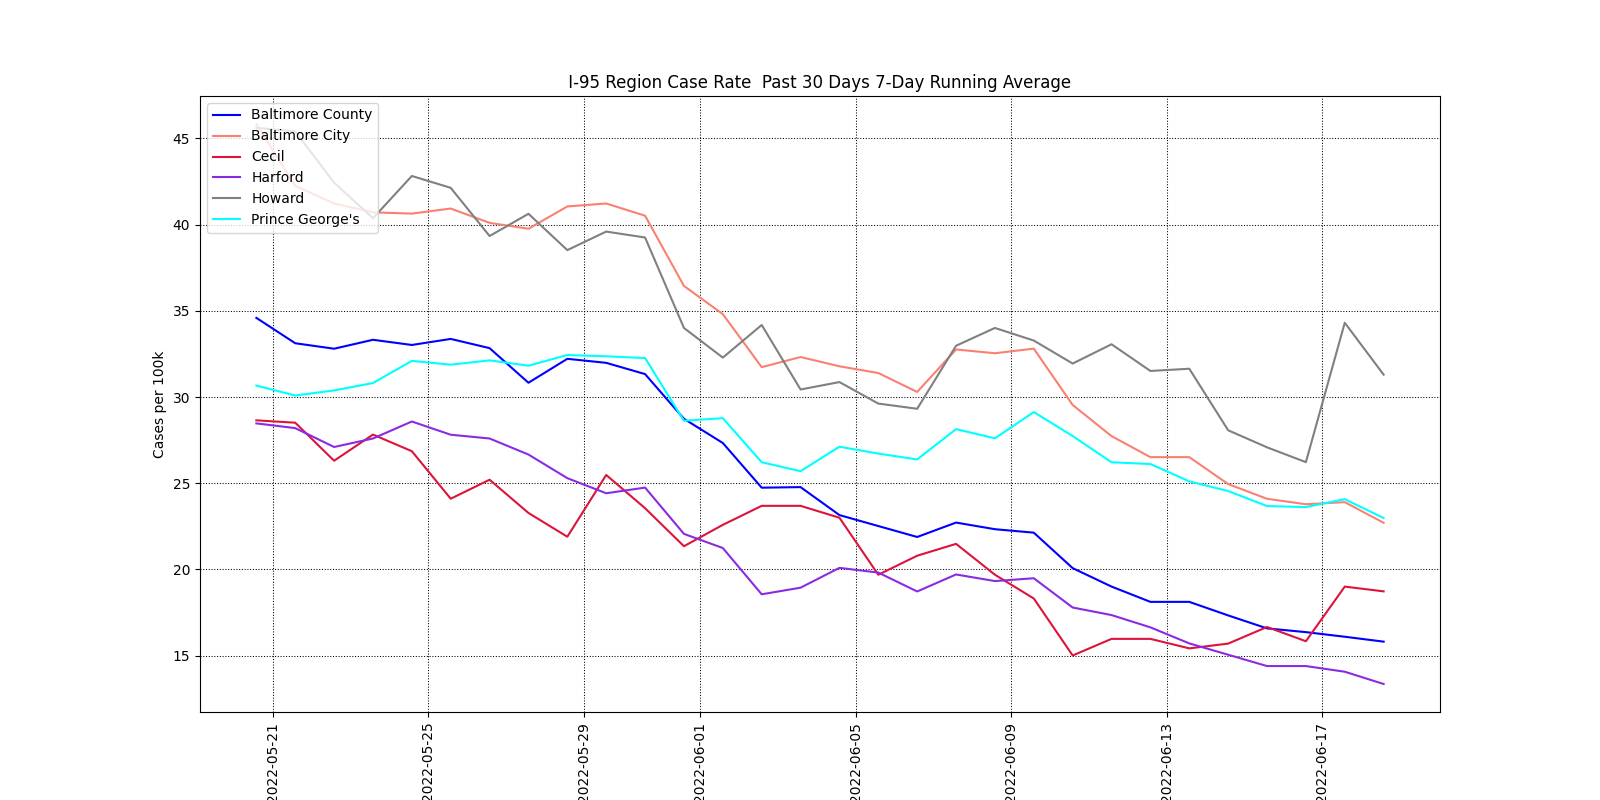 I-95 Region Case Rate  Past 30 Days 7-Day Running Average
Baltimore County
Baltimore City
Cecil
Harford
Howard
Prince George's
Cases per 100k
45
40
35
30
25
20
15
2022-05-21
2022-05-25
2022-05-29
2022-06-01
2022-06-05
2022-06-09
2022-06-13
2022-06-17